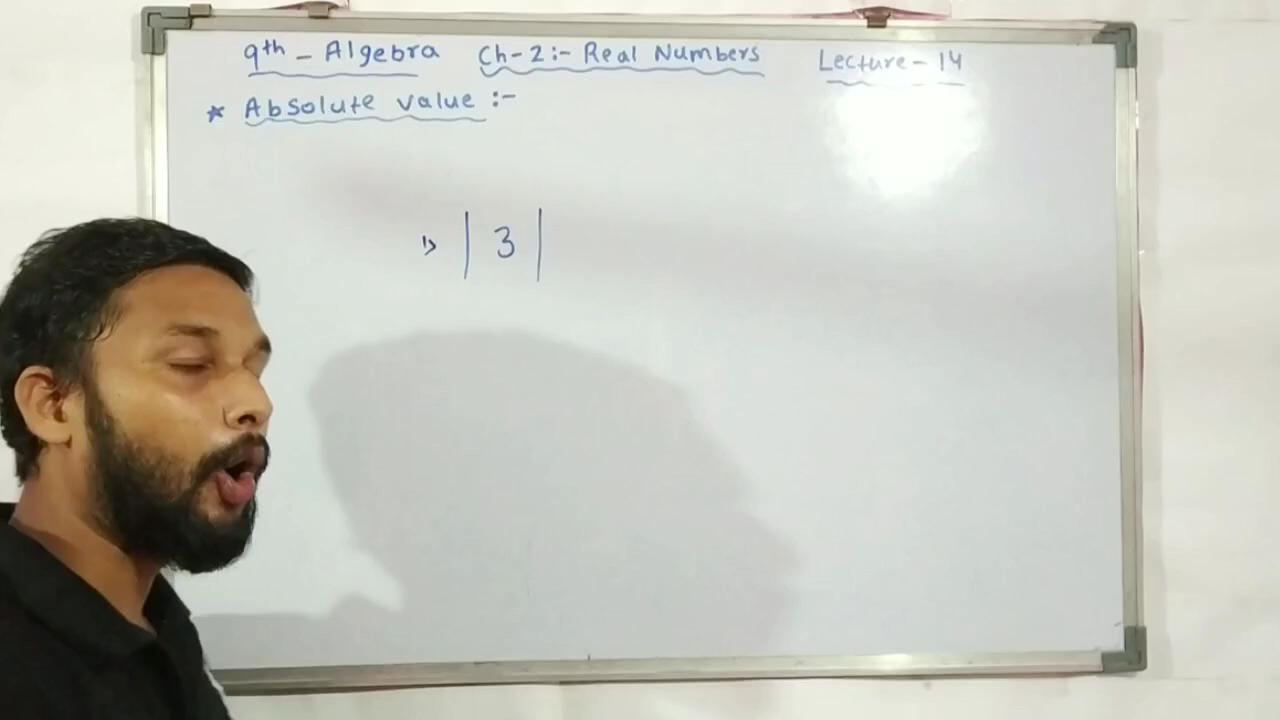 9th - Algebra Ch-2:- Real Numbers Lecture-14
* Absolute value :-
1) | 3 |